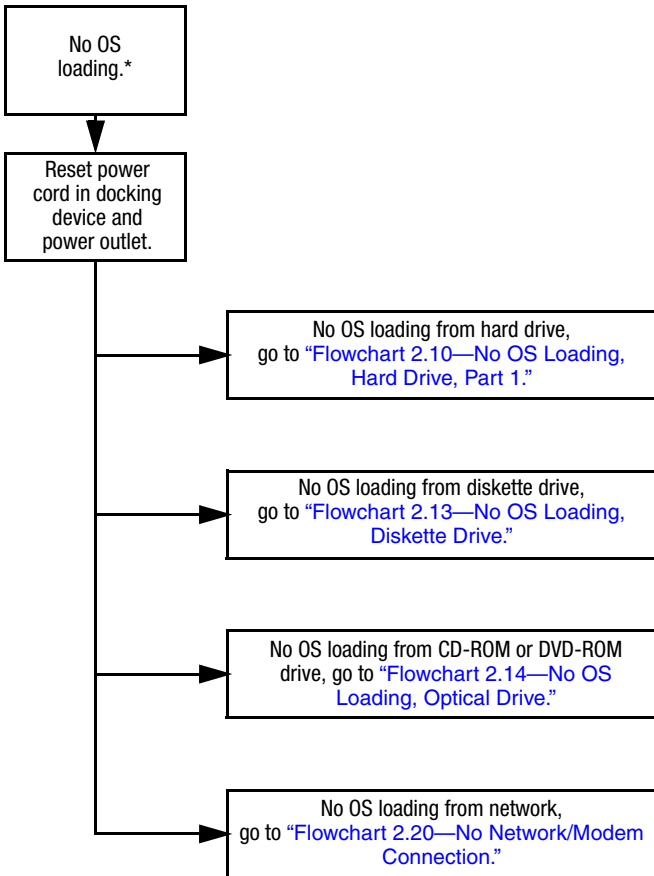 No OS
loading.*
Reset power
cord in docking
device and
power outlet.
No OS loading from hard drive,
go to “Flowchart 2.10—No OS Loading,
Hard Drive, Part 1.”
No OS loading from diskette drive,
go to “Flowchart 2.13—No OS Loading,
Diskette Drive.”
No OS loading from CD-ROM or DVD-ROM
drive, go to “Flowchart 2.14—No OS
Loading, Optical Drive.”
No OS loading from network,
go to “Flowchart 2.20—No Network/Modem
Connection.”